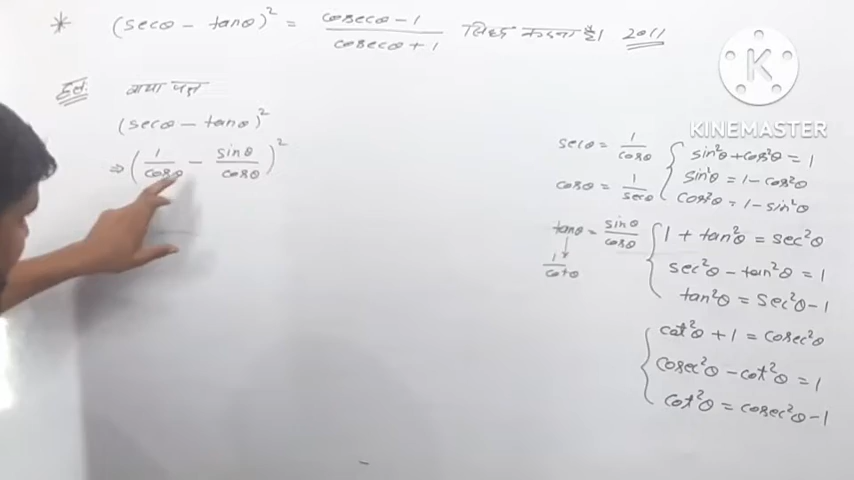 * (secθ - tanθ)² = cosecθ - 1 / cosecθ + 1 सिद्ध करना है। 2011
हल: बायां पक्ष
(secθ - tanθ)²
⇒ (1/cosθ - sinθ/cosθ)²
K
KINEMASTER
secθ = 1/cosθ
cosθ = 1/secθ
tanθ = sinθ/cosθ
↓
1/cotθ
sin²θ + cos²θ = 1
sin²θ = 1 - cos²θ
cos²θ = 1 - sin²θ
1 + tan²θ = sec²θ
sec²θ - tan²θ = 1
tan²θ = sec²θ - 1
cot²θ + 1 = cosec²θ
cosec²θ - cot²θ = 1
cot²θ = cosec²θ - 1